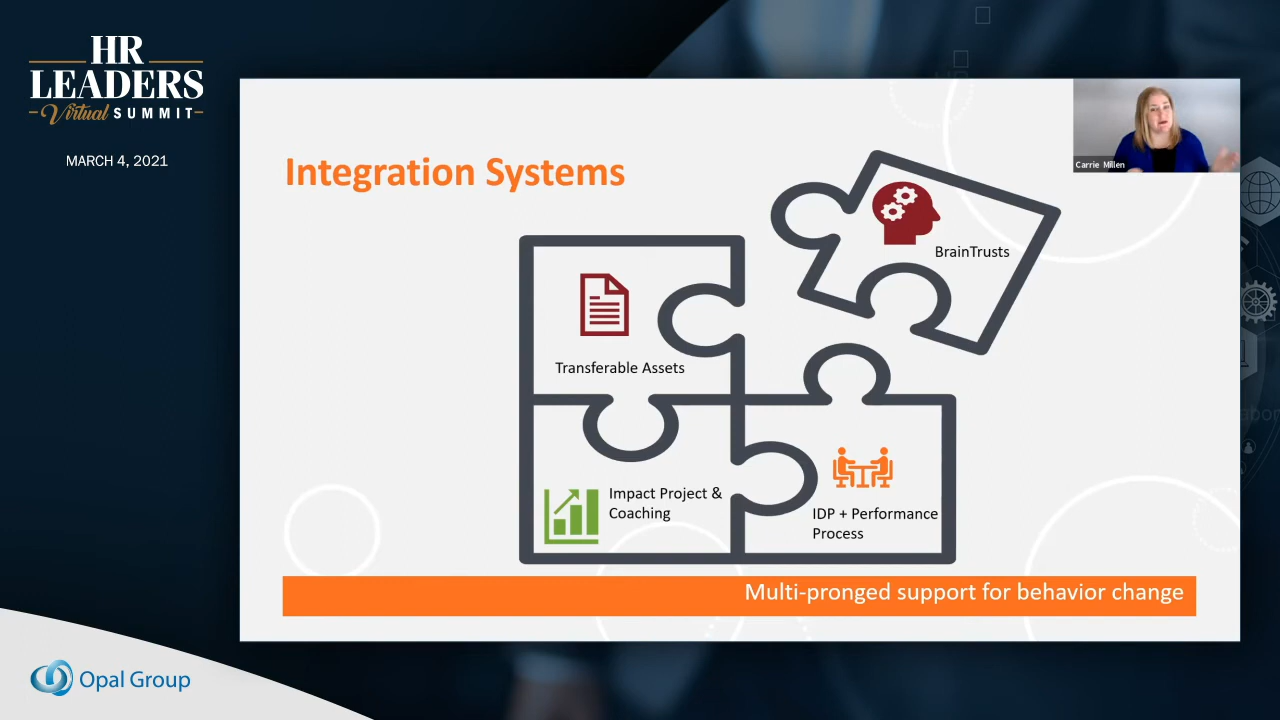 HR
LEADERS
Virtual SUMMIT
MARCH 4, 2021
Carrie Millen
Integration Systems
BrainTrusts
Transferable Assets
Impact Project &
Coaching
IDP + Performance
Process
Multi-pronged support for behavior change
Opal Group